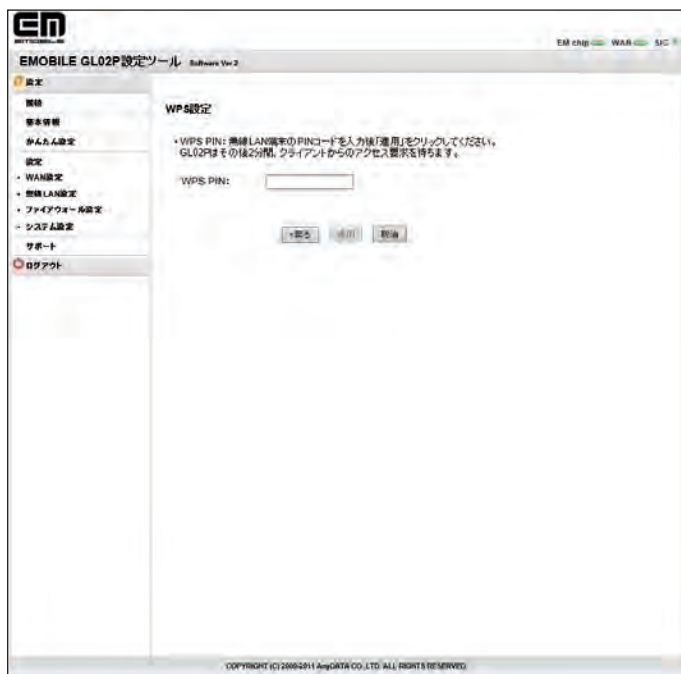 EM
EMOBILE
EM chip WAN SIG
EMOBILE GL02P設定ツール Software Ver.2
設定
接続
基本情報
かんたん設定
設定
・WAN設定
・無線LAN設定
・ファイアウォール設定
・システム設定
サポート
ログアウト
WPS設定
・WPS PIN: 無線LAN端末のPINコードを入力後「適用」をクリックしてください。
GL02Pはその後2分間、クライアントからのアクセス要求を待ちます。
WPS PIN:
<戻る 適用 取消
COPYRIGHT (C) 2009-2011 AnyDATA CO., LTD. ALL RIGHTS RESERVED